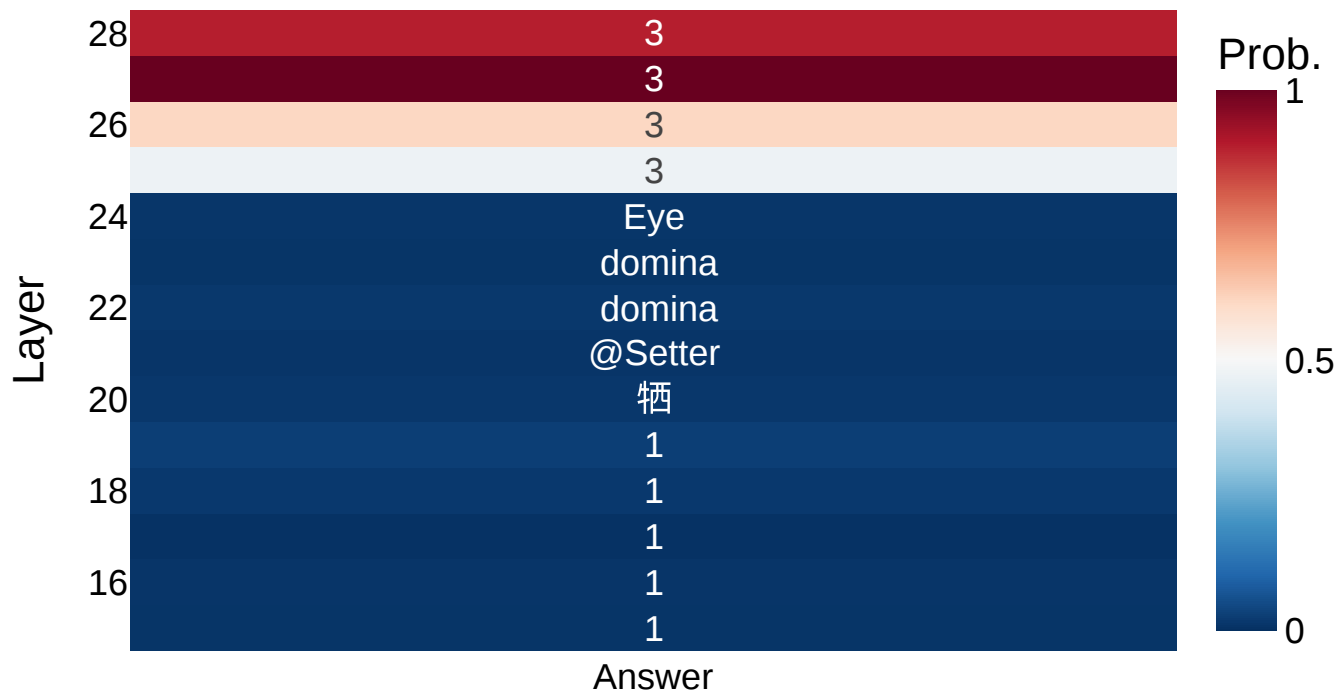 28 3 Prob.
3 1
26 3
3
24 Eye
domina
22 domina
@Setter 0.5
20 牺
1
18 1
1
16 1
1 0
Layer
Answer